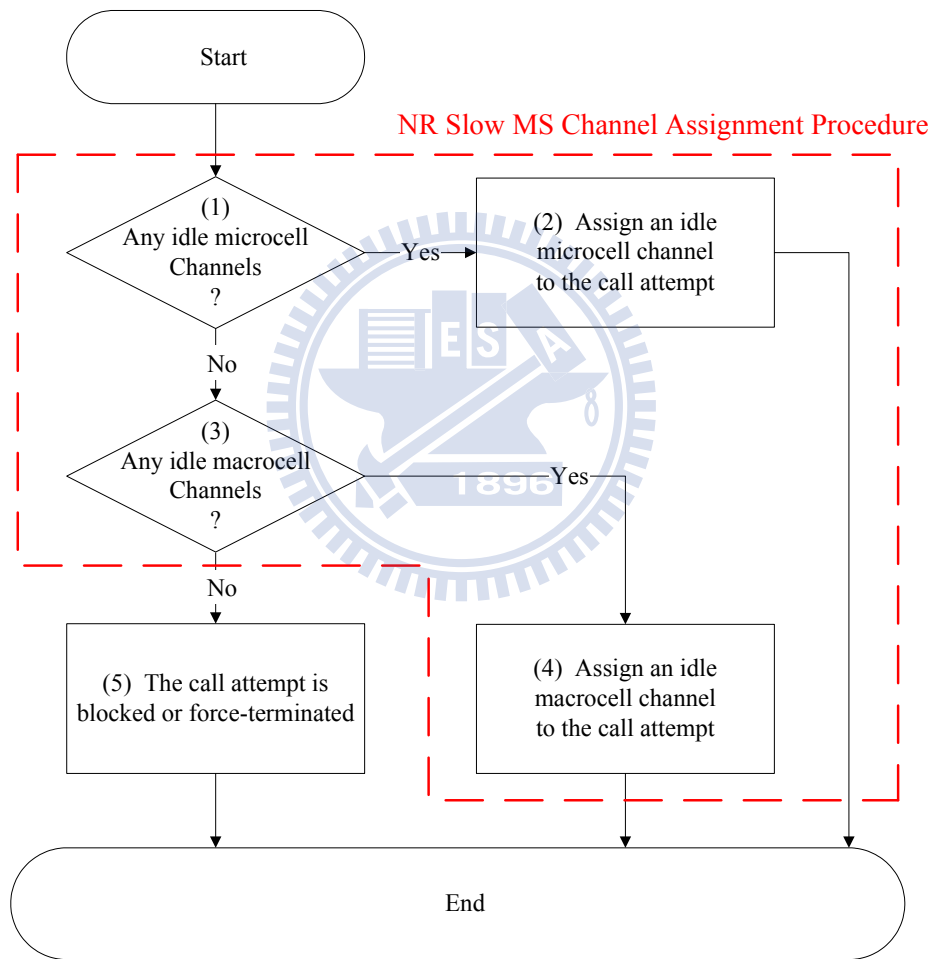 Start
NR Slow MS Channel Assignment Procedure
(1)
Any idle microcell
Channels
?
Yes
(2) Assign an idle
microcell channel
to the call attempt
No
(3)
Any idle macrocell
Channels
?
Yes
No
(4) Assign an idle
macrocell channel
to the call attempt
(5) The call attempt is
blocked or force-terminated
End
E S A
1896